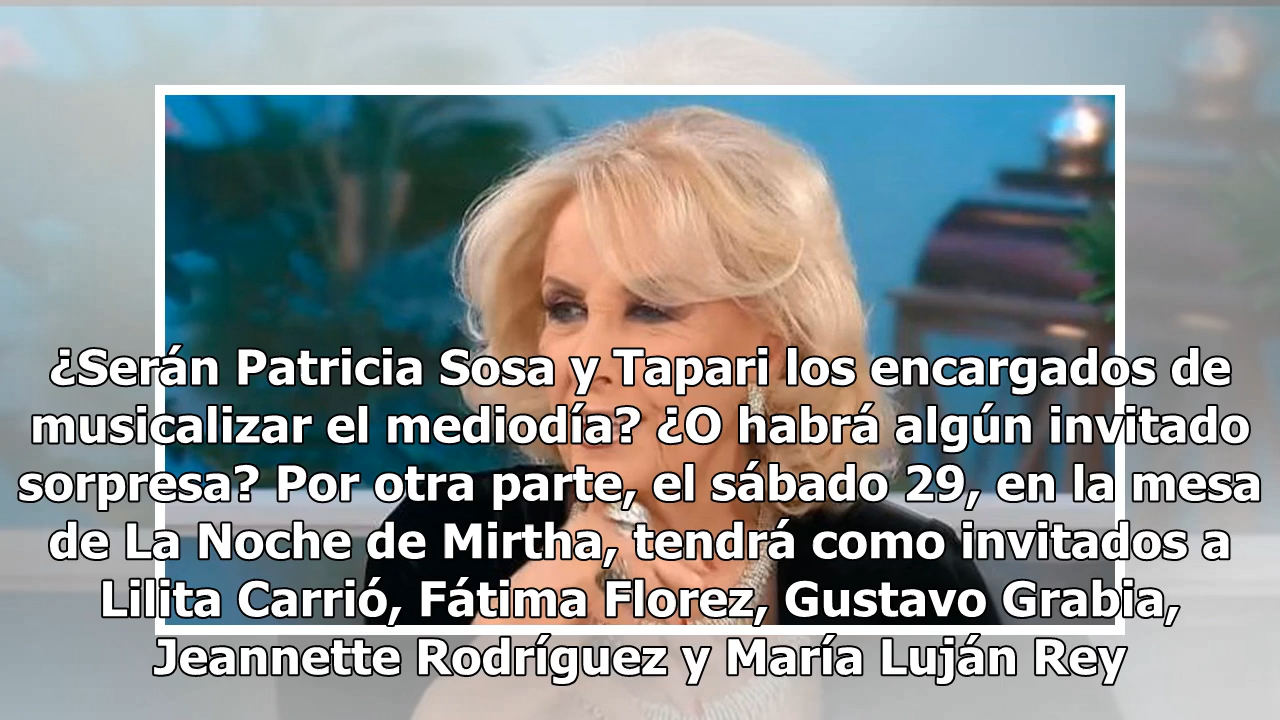 ¿Serán Patricia Sosa y Tapari los encargados de
musicalizar el mediodía? ¿O habrá algún invitado
sorpresa? Por otra parte, el sábado 29, en la mesa
de La Noche de Mirtha, tendrá como invitados a
Lilita Carrió, Fátima Florez, Gustavo Grabia,
Jeannette Rodríguez y María Luján Rey